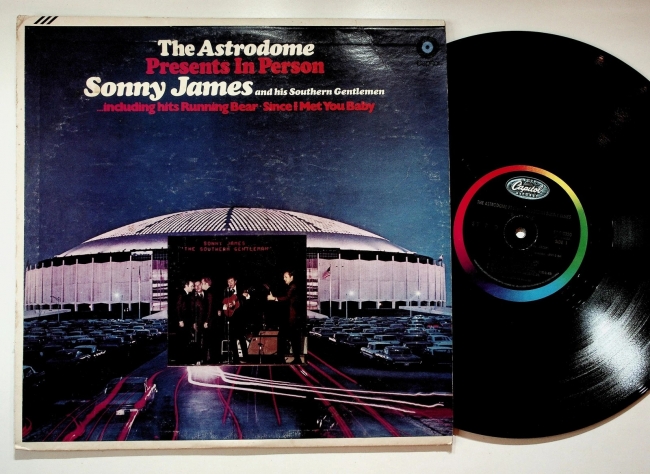 The Astrodome
Presents In Person
Sonny James and his Southern Gentlemen
...including hits Running Bear · Since I Met You Baby
SONNY JAMES
"THE SOUTHERN GENTLEMEN"
Capitol